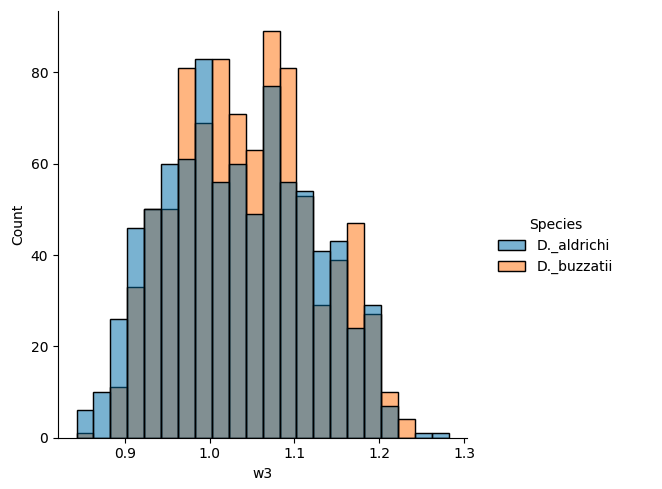 80
60
40
20
0
Count
0.9 1.0 1.1 1.2 1.3
w3
Species
D._aldrichi
D._buzzatii